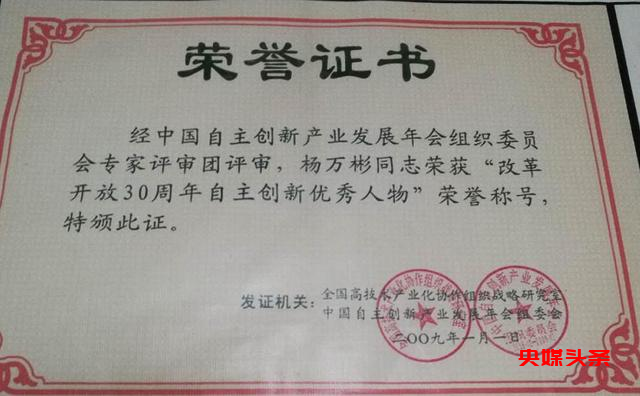 荣誉证书
经中国自主创新产业发展年会组织委员
会专家评审团评审，杨万彬同志荣获“改革
开放30周年自主创新优秀人物”荣誉称号，
特颁此证。
发证机关：全国高技术产业化协作组织战略研究室
中国自主创新产业发展年会组委会
二〇〇九年一月一日
央媒头条